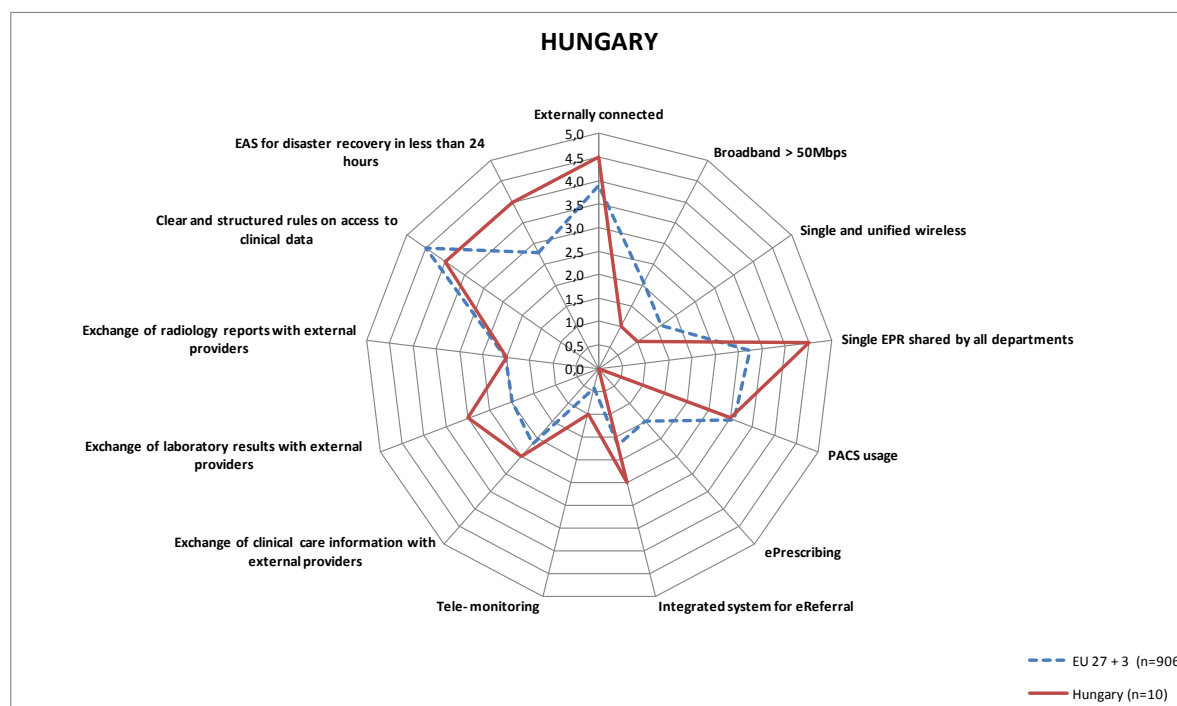 HUNGARY
Externally connected
EAS for disaster recovery in less than 24
hours
Broadband > 50Mbps
Clear and structured rules on access to
clinical data
Single and unified wireless
Exchange of radiology reports with external
providers
Single EPR shared by all departments
Exchange of laboratory results with external
providers
PACS usage
Exchange of clinical care information with
external providers
ePrescribing
Tele- monitoring
Integrated system for eReferral
5,0
4,5
4,0
3,5
3,0
2,5
2,0
1,5
1,0
0,5
0,0
EU 27 + 3 (n=906
Hungary (n=10)